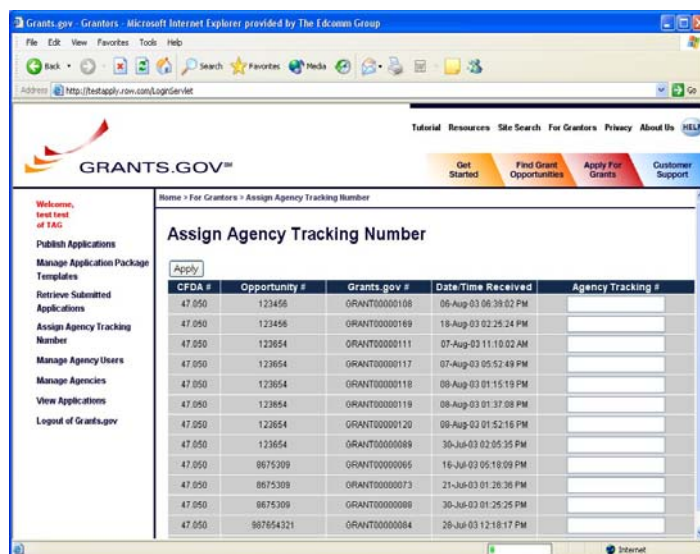 Grants.gov - Grantors - Microsoft Internet Explorer provided by The Edcomm Group
File Edit View Favorites Tools Help
Back Search Favorites Media
Address http://testapply.row.com/LoginServlet Go
Tutorial Resources Site Search For Grantors Privacy About Us HELP
GRANTS.GOV℠
Get Started Find Grant Opportunities Apply For Grants Customer Support
Home > For Grantors > Assign Agency Tracking Number
Welcome,
test test
of TAG
Publish Applications
Manage Application Package
Templates
Retrieve Submitted
Applications
Assign Agency Tracking
Number
Manage Agency Users
Manage Agencies
View Applications
Logout of Grants.gov
Assign Agency Tracking Number
Apply
CFDA # Opportunity # Grants.gov # Date/Time Received Agency Tracking #
47.050 123456 GRANT00000108 06-Aug-03 06:39:02 PM
47.050 123456 GRANT00000169 18-Aug-03 02:25:24 PM
47.050 123654 GRANT00000111 07-Aug-03 11:10:02 AM
47.050 123654 GRANT00000117 07-Aug-03 05:52:49 PM
47.050 123654 GRANT00000118 08-Aug-03 01:15:19 PM
47.050 123654 GRANT00000119 08-Aug-03 01:37:08 PM
47.050 123654 GRANT00000120 08-Aug-03 01:52:16 PM
47.050 123654 GRANT00000089 30-Jul-03 02:05:35 PM
47.050 8675309 GRANT00000065 16-Jul-03 05:18:09 PM
47.050 8675309 GRANT00000073 21-Jul-03 01:26:36 PM
47.050 8675309 GRANT00000088 30-Jul-03 01:25:25 PM
47.050 987654321 GRANT00000084 28-Jul-03 12:18:17 PM
Internet